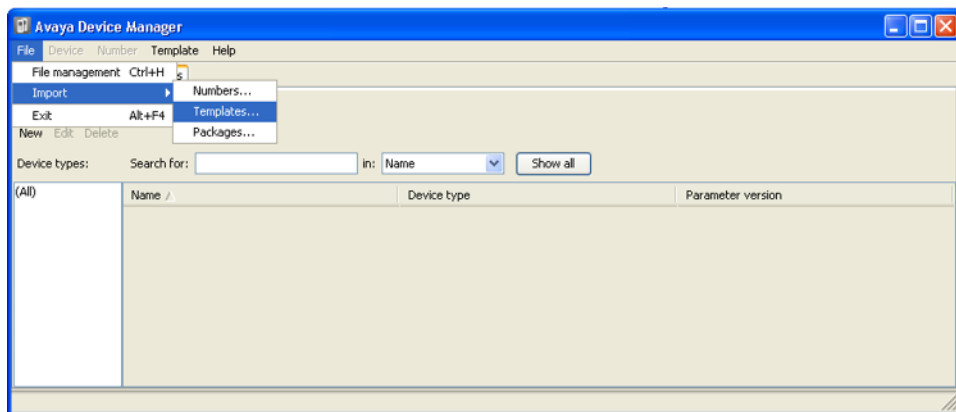 Avaya Device Manager
File Device Number Template Help
File management Ctrl+H
s
Import
Numbers...
Exit Alt+F4
Templates...
Packages...
New Edit Delete
Device types: Search for: in: Name Show all
(All) Name Device type Parameter version